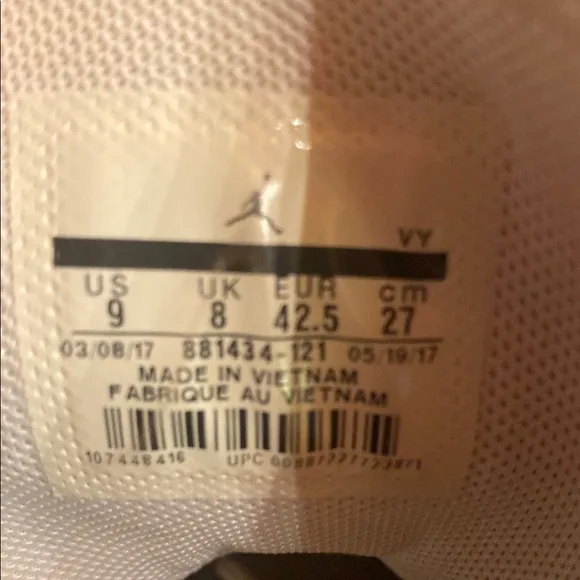 VY
US UK EUR cm
9 8 42.5 27
03/08/17 881434-121 05/19/17
MADE IN VIETNAM
FABRIQUE AU VIETNAM
107448416 UPC